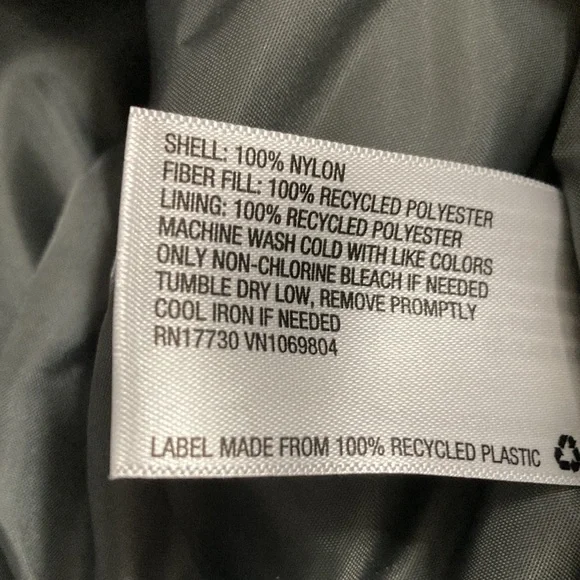 SHELL: 100% NYLON
FIBER FILL: 100% RECYCLED POLYESTER
LINING: 100% RECYCLED POLYESTER
MACHINE WASH COLD WITH LIKE COLORS
ONLY NON-CHLORINE BLEACH IF NEEDED
TUMBLE DRY LOW, REMOVE PROMPTLY
COOL IRON IF NEEDED
RN17730 VN1069804
LABEL MADE FROM 100% RECYCLED PLASTIC